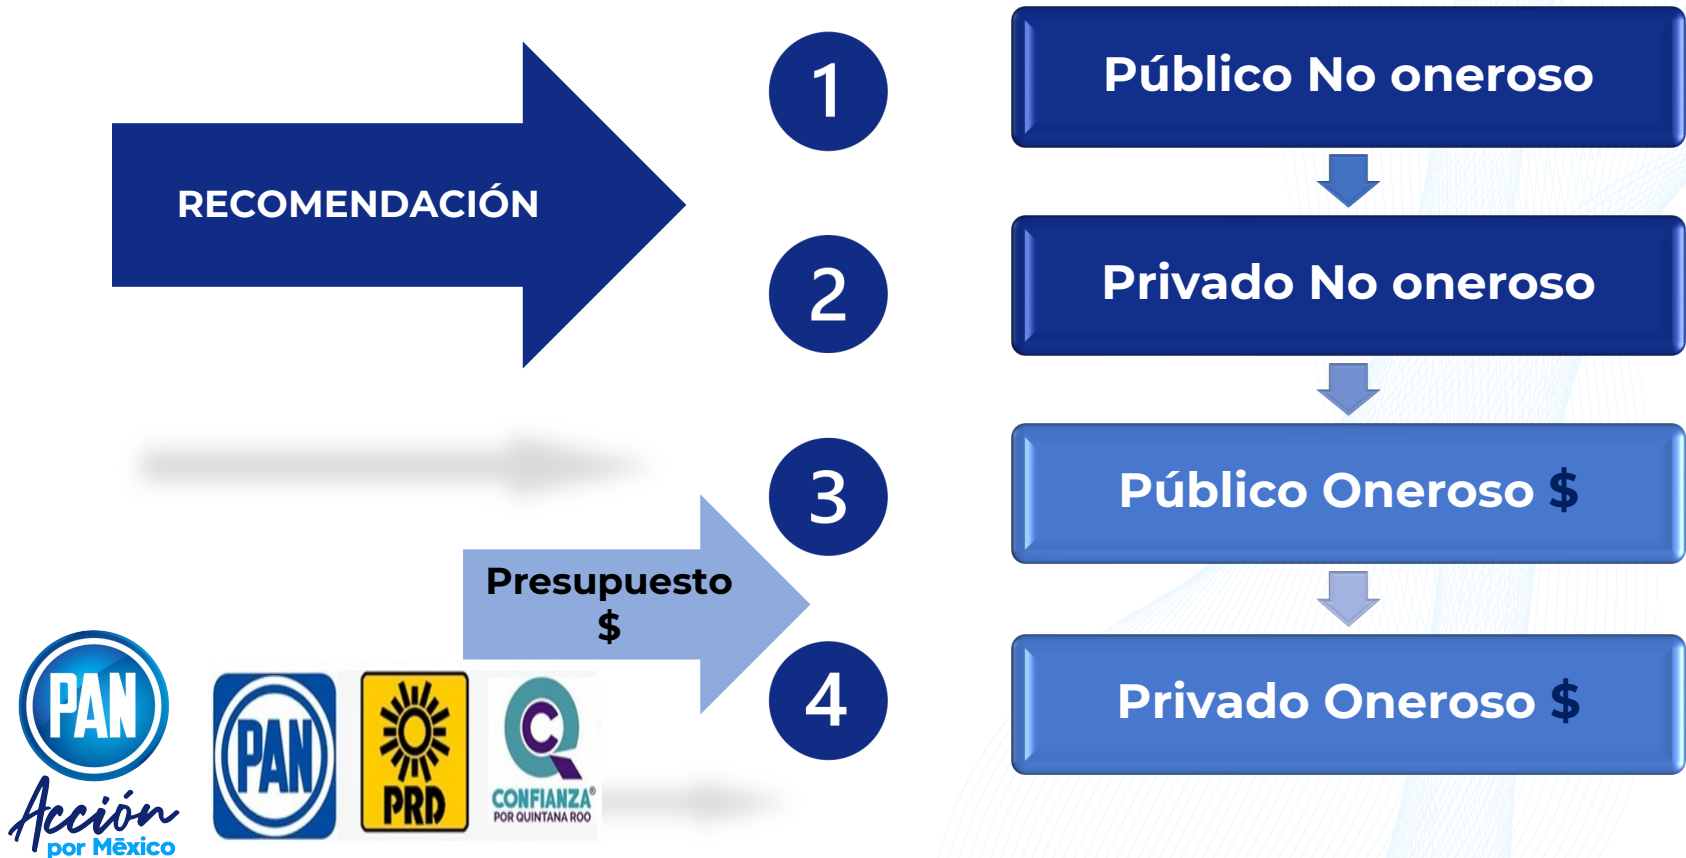 RECOMENDACIÓN
1
Público No oneroso
2
Privado No oneroso
3
Público Oneroso $
Presupuesto
$
4
Privado Oneroso $
PAN
Acción
por México
PAN
PRD
CONFIANZA®
POR QUINTANA ROO